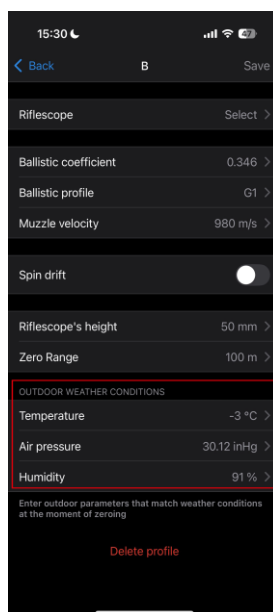 15:30
47
Back B Save
Riflescope Select
Ballistic coefficient 0.346
Ballistic profile G1
Muzzle velocity 980 m/s
Spin drift
Riflescope's height 50 mm
Zero Range 100 m
OUTDOOR WEATHER CONDITIONS
Temperature -3 °C
Air pressure 30.12 inHg
Humidity 91 %
Enter outdoor parameters that match weather conditions
at the moment of zeroing
Delete profile